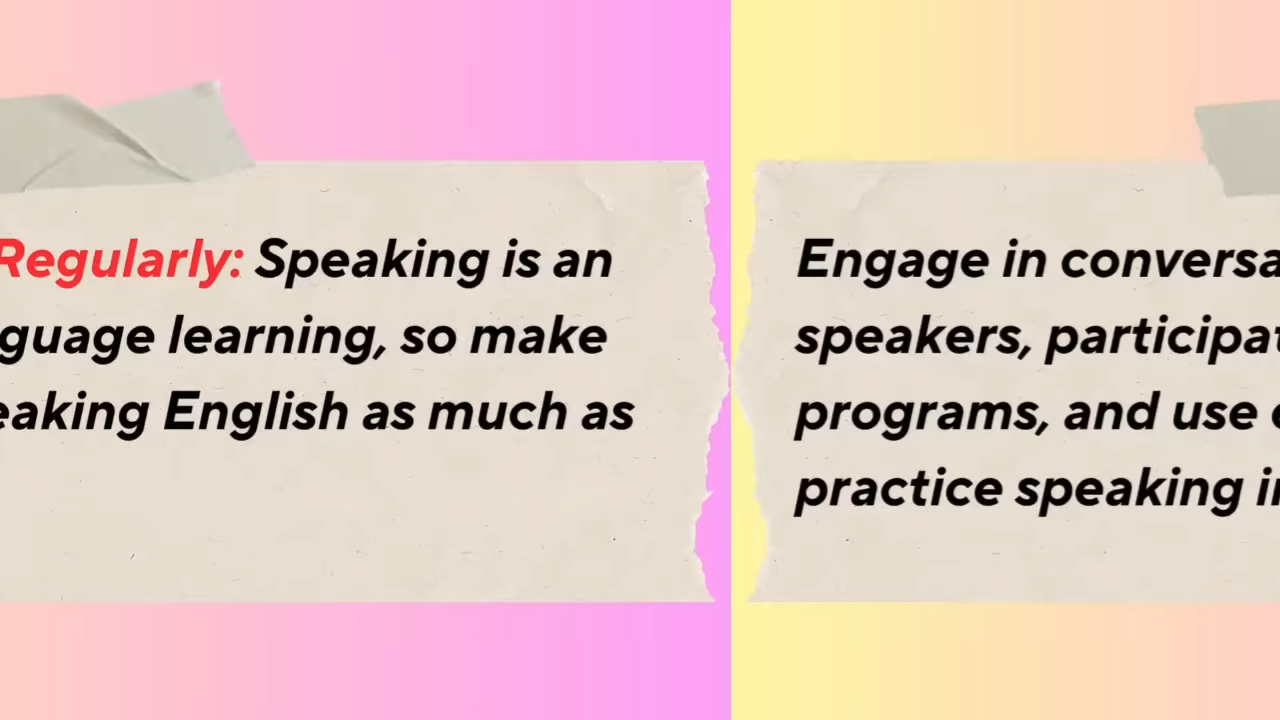 Regularly: Speaking is an
guage learning, so make
eaking English as much as
Engage in conversa
speakers, participat
programs, and use
practice speaking i